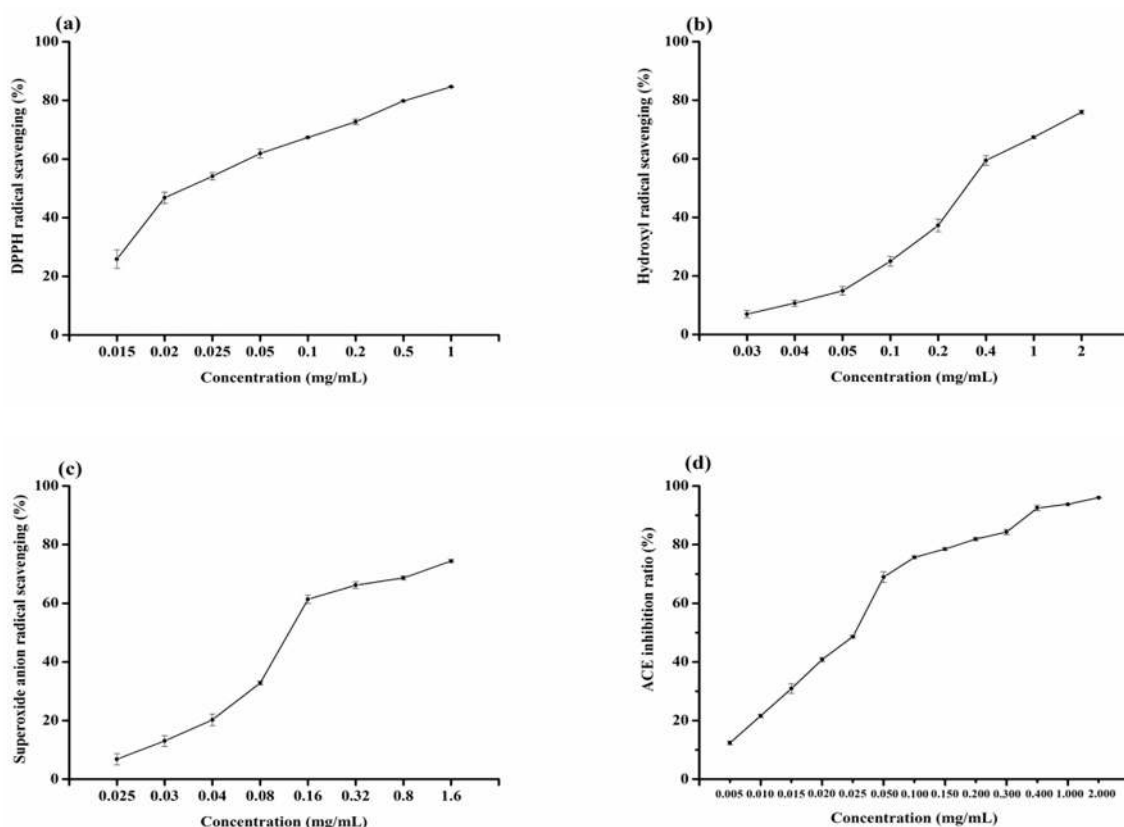 (a)
DPPH radical scavenging (%)
100
80
60
40
20
0
0.015 0.02 0.025 0.05 0.1 0.2 0.5 1
Concentration (mg/mL)
(b)
Hydroxyl radical scavenging (%)
100
80
60
40
20
0
0.03 0.04 0.05 0.1 0.2 0.4 1 2
Concentration (mg/mL)
(c)
Superoxide anion radical scavenging (%)
100
80
60
40
20
0
0.025 0.03 0.04 0.08 0.16 0.32 0.8 1.6
Concentration (mg/mL)
(d)
ACE inhibition ratio (%)
100
80
60
40
20
0
0.005 0.010 0.015 0.020 0.025 0.050 0.100 0.150 0.200 0.300 0.400 1.000 2.000
Concentration (mg/mL)